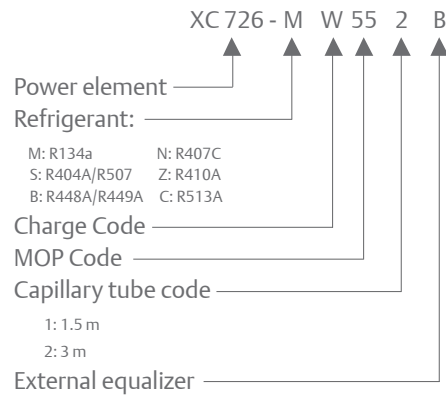 XC 726 - M W 55 2 B
Power element
Refrigerant:
M: R134a N: R407C
S: R404A/R507 Z: R410A
B: R448A/R449A C: R513A
Charge Code
MOP Code
Capillary tube code
1: 1.5 m
2: 3 m
External equalizer